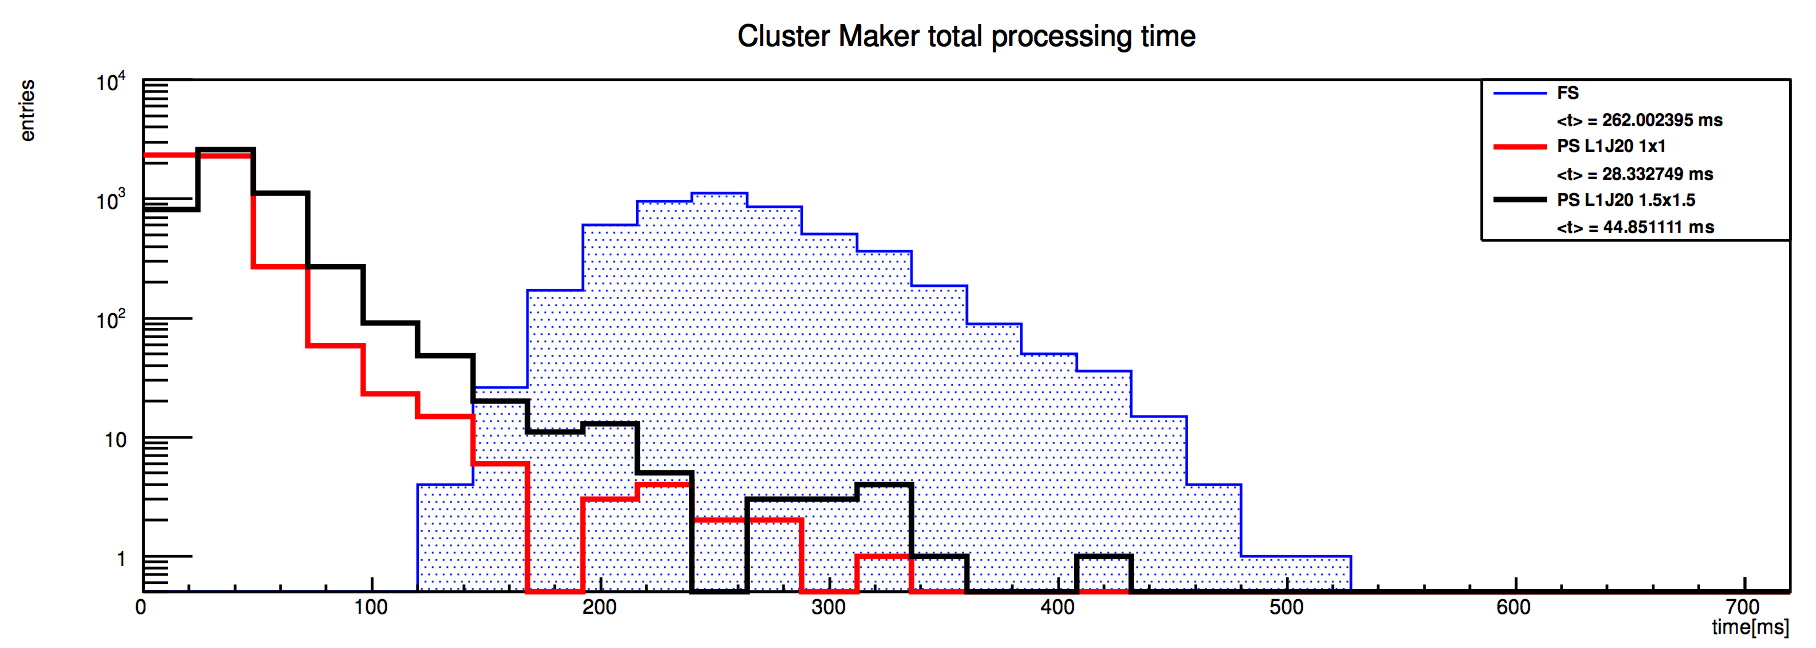 Cluster Maker total processing time
entries
10^4
10^3
10^2
10
1
FS
<t> = 262.002395 ms
PS L1J20 1x1
<t> = 28.332749 ms
PS L1J20 1.5x1.5
<t> = 44.851111 ms
0 100 200 300 400 500 600 700
time[ms]